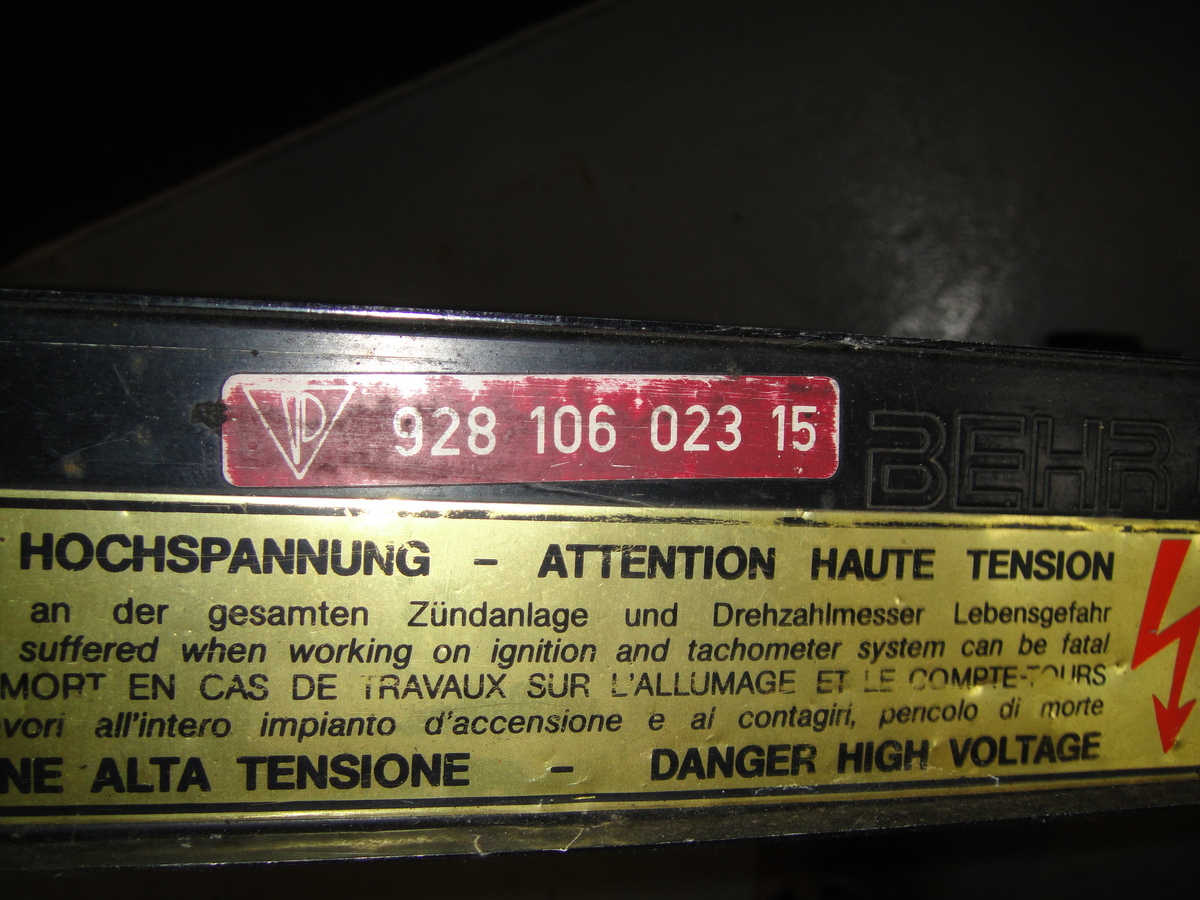 928 106 023 15
BEHR
HOCHSPANNUNG - ATTENTION HAUTE TENSION
an der gesamten Zündanlage und Drehzahlmesser Lebensgefahr
suffered when working on ignition and tachometer system can be fatal
MORT EN CAS DE TRAVAUX SUR L'ALLUMAGE ET LE COMPTE-TOURS
avori all'intero impianto d'accensione e ai contagiri, pericolo di morte
NE ALTA TENSIONE - DANGER HIGH VOLTAGE